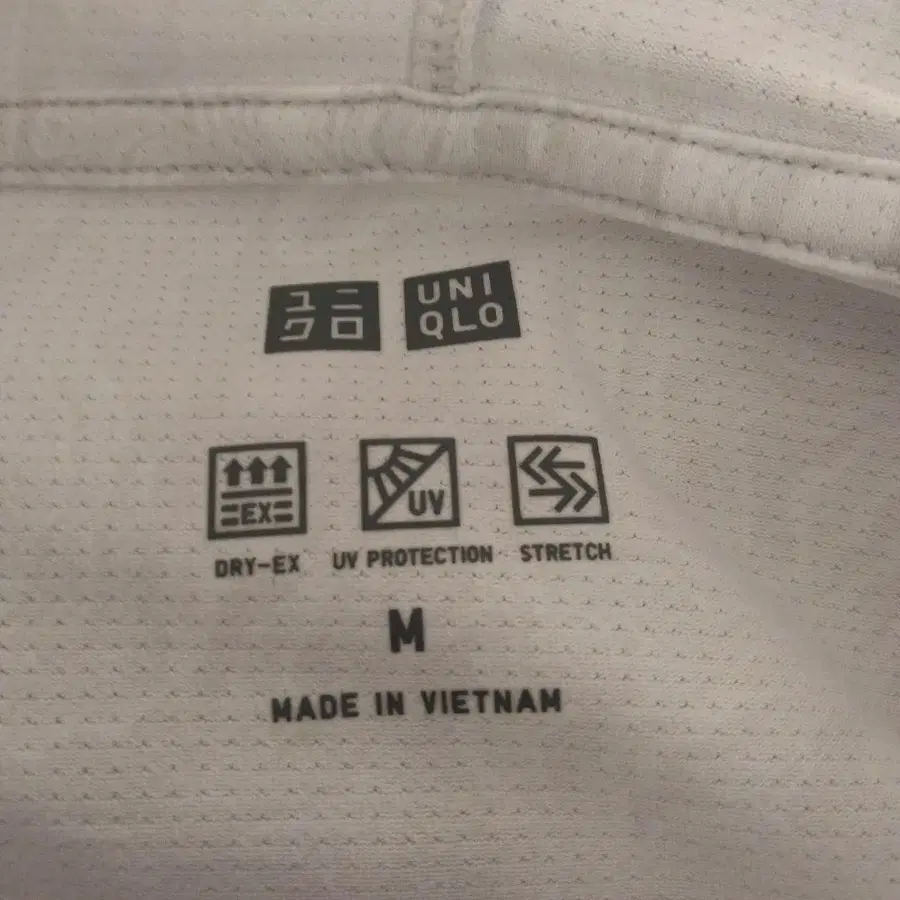 ユニ UNI
クロ QLO
EX UV
DRY-EX UV PROTECTION STRETCH
M
MADE IN VIETNAM